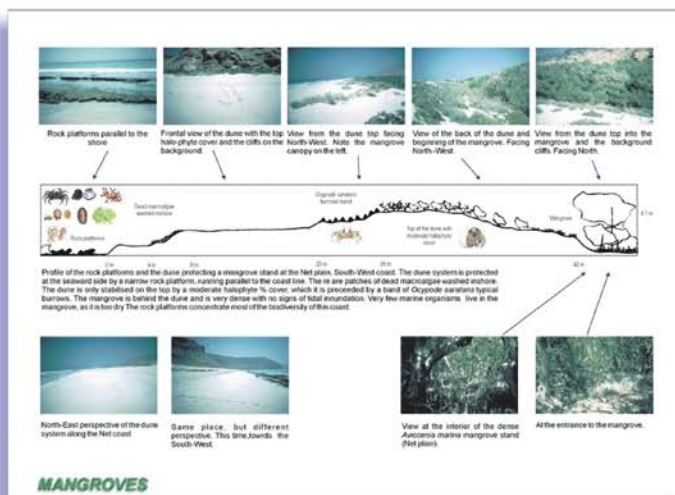 Rock platforms parallel to the
shore
Frontal view of the dune with the top
halo-phyte cover and the cliffs on the
background.
View from the dune top facing
North-West. Note the mangrove
canopy on the left.
View of the back of the dune and
beginning of the mangrove. Facing
North-West.
View from the dune top into the
mangrove and the background
cliffs. Facing North.
Dead macroalgae
washed inshore
Rock platforms
Ocypode saratans
burrows band
Top of the dune with
moderate halophyte
cover
Mangrove
Profile of the rock platforms and the dune protecting a mangrove stand at the Net plain. South-West coast. The dune system is protected
at the seaward side by a narrow rock platform, running parallel to the coast line. The re are patches of dead macroalgae washed inshore.
The dune is only stabilised on the top by a moderate halophyte % cover, which it is preceeded by a band of Ocypode saratans typical
burrows. The mangrove is behind the dune and is very dense with no signs of tidal inundation. Very few marine organisms live in the
mangrove, as it is too dry The rock platforms concentrate most of the biodiversity of this coast.
North-East perspective of the dune
system along the Net coast
Same place, but different
perspective. This time,towrds the
South-West.
View at the interior of the dense
Aviccenia marina mangrove stand
(Net plain).
At the entrance to the mangrove.
MANGROVES